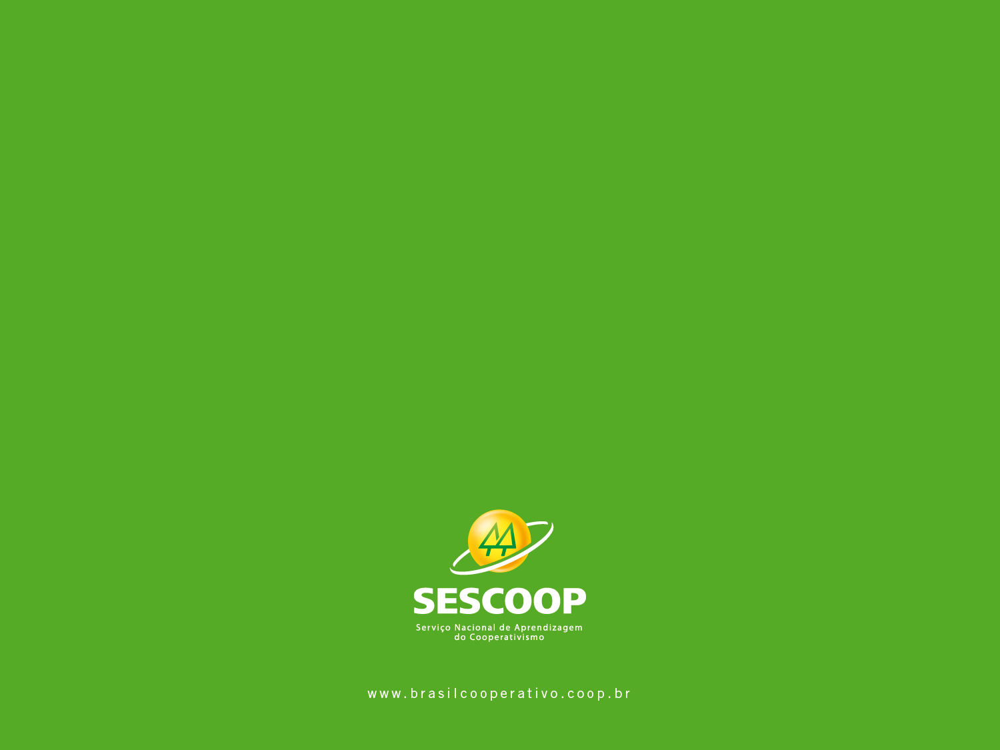 SESCOOP
Serviço Nacional de Aprendizagem
do Cooperativismo
www.brasilcooperativo.coop.br